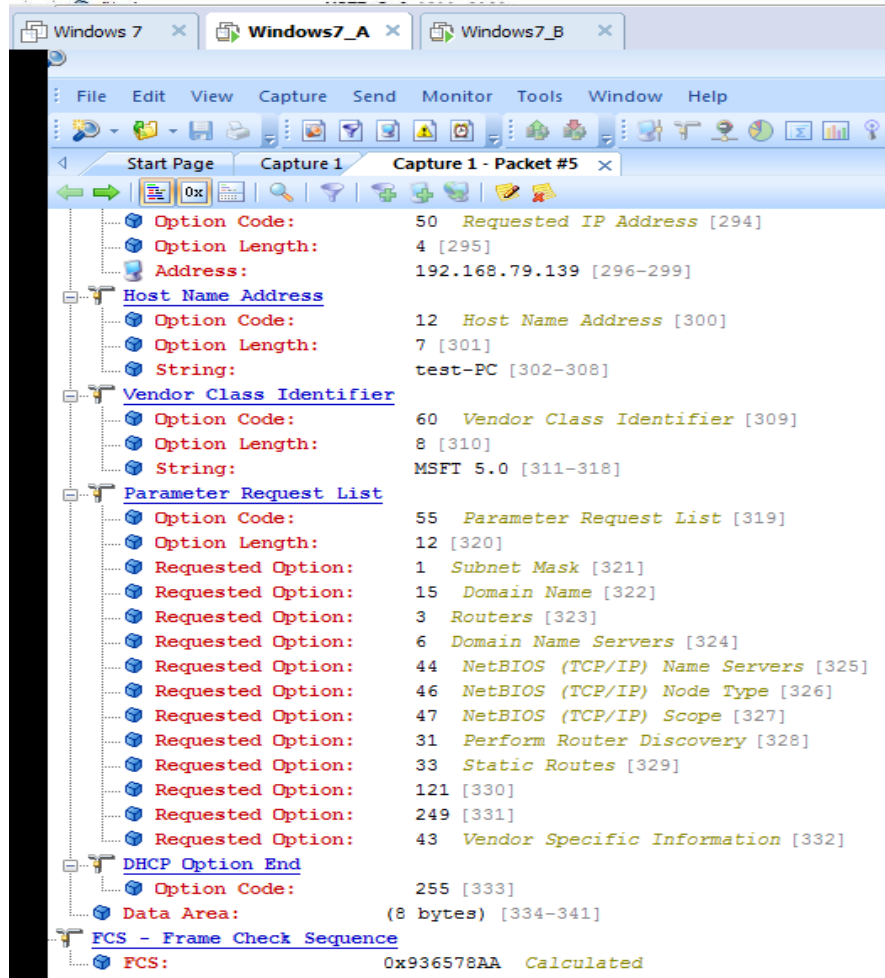 Windows 7 Windows7_A Windows7_B
File Edit View Capture Send Monitor Tools Window Help
Start Page Capture 1 Capture 1 - Packet #5
Option Code: 50 Requested IP Address [294]
Option Length: 4 [295]
Address: 192.168.79.139 [296-299]
Host Name Address
Option Code: 12 Host Name Address [300]
Option Length: 7 [301]
String: test-PC [302-308]
Vendor Class Identifier
Option Code: 60 Vendor Class Identifier [309]
Option Length: 8 [310]
String: MSFT 5.0 [311-318]
Parameter Request List
Option Code: 55 Parameter Request List [319]
Option Length: 12 [320]
Requested Option: 1 Subnet Mask [321]
Requested Option: 15 Domain Name [322]
Requested Option: 3 Routers [323]
Requested Option: 6 Domain Name Servers [324]
Requested Option: 44 NetBIOS (TCP/IP) Name Servers [325]
Requested Option: 46 NetBIOS (TCP/IP) Node Type [326]
Requested Option: 47 NetBIOS (TCP/IP) Scope [327]
Requested Option: 31 Perform Router Discovery [328]
Requested Option: 33 Static Routes [329]
Requested Option: 121 [330]
Requested Option: 249 [331]
Requested Option: 43 Vendor Specific Information [332]
DHCP Option End
Option Code: 255 [333]
Data Area: (8 bytes) [334-341]
FCS - Frame Check Sequence
FCS: 0x936578AA Calculated